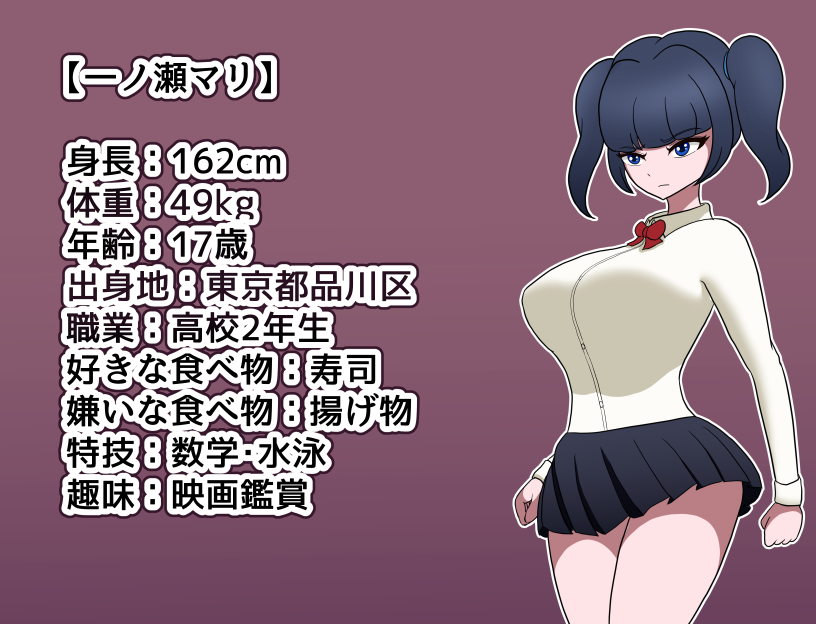 【一ノ瀬マリ】
身長：162cm
体重：49kg
年齢：17歳
出身地：東京都品川区
職業：高校2年生
好きな食べ物：寿司
嫌いな食べ物：揚げ物
特技：数学･水泳
趣味：映画鑑賞